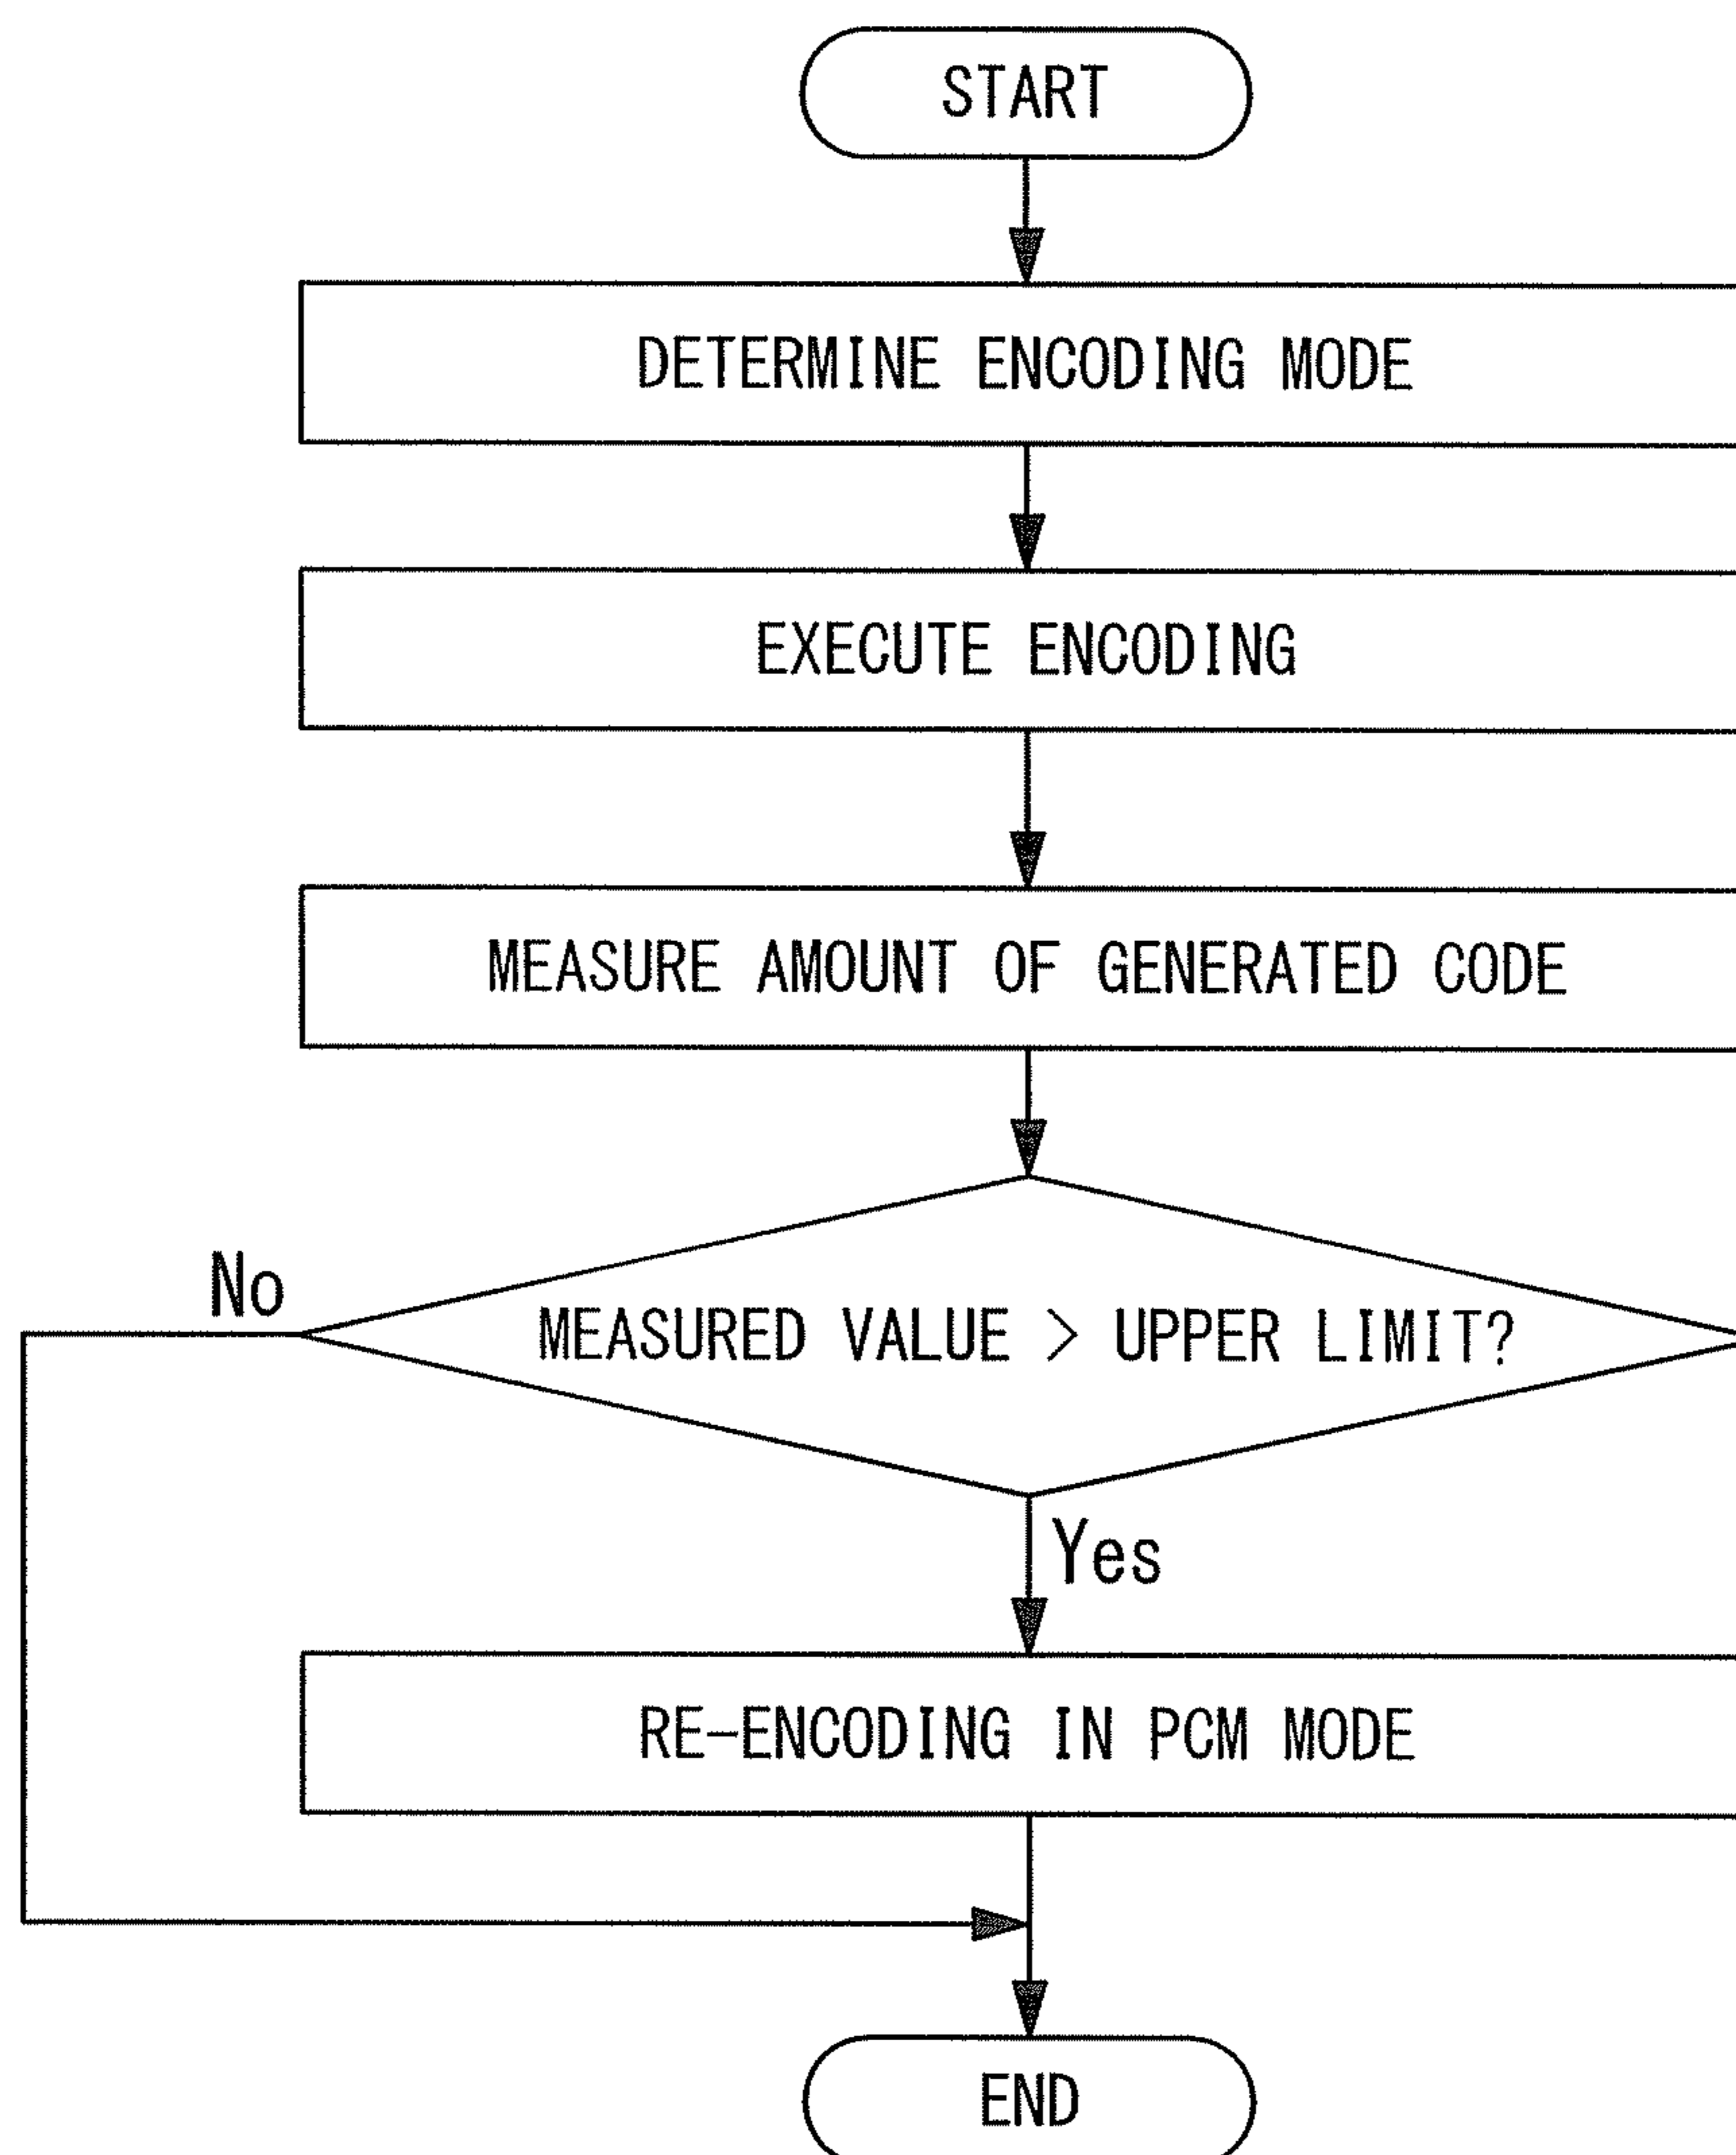 START
DETERMINE ENCODING MODE
EXECUTE ENCODING
MEASURE AMOUNT OF GENERATED CODE
No
MEASURED VALUE > UPPER LIMIT?
Yes
RE-ENCODING IN PCM MODE
END